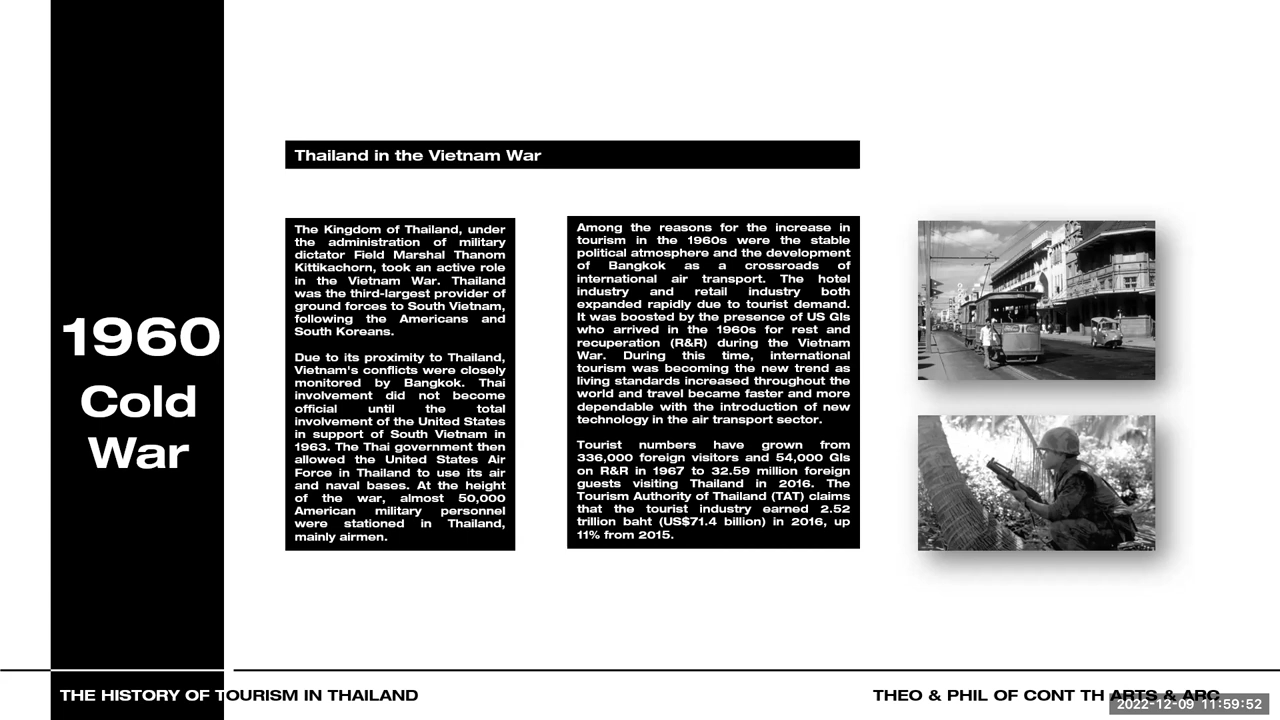 1960
Cold
War
Thailand in the Vietnam War
The Kingdom of Thailand, under
the administration of military
dictator Field Marshal Thanom
Kittikachorn, took an active role
in the Vietnam War. Thailand
was the third-largest provider of
ground forces to South Vietnam,
following the Americans and
South Koreans.
Due to its proximity to Thailand,
Vietnam's conflicts were closely
monitored by Bangkok. Thai
involvement did not become
official until the total
involvement of the United States
in support of South Vietnam in
1963. The Thai government then
allowed the United States Air
Force in Thailand to use its air
and naval bases. At the height
of the war, almost 50,000
American military personnel
were stationed in Thailand,
mainly airmen.
Among the reasons for the increase in
tourism in the 1960s were the stable
political atmosphere and the development
of Bangkok as a crossroads of
international air transport. The hotel
industry and retail industry both
expanded rapidly due to tourist demand.
It was boosted by the presence of US GIs
who arrived in the 1960s for rest and
recuperation (R&R) during the Vietnam
War. During this time, international
tourism was becoming the new trend as
living standards increased throughout the
world and travel became faster and more
dependable with the introduction of new
technology in the air transport sector.
Tourist numbers have grown from
336,000 foreign visitors and 54,000 GIs
on R&R in 1967 to 32.59 million foreign
guests visiting Thailand in 2016. The
Tourism Authority of Thailand (TAT) claims
that the tourist industry earned 2.52
trillion baht (US$71.4 billion) in 2016, up
11% from 2015.
THE HISTORY OF TOURISM IN THAILAND
THEO & PHIL OF CONT TH ARTS & ARC
2022-12-09 11:59:52